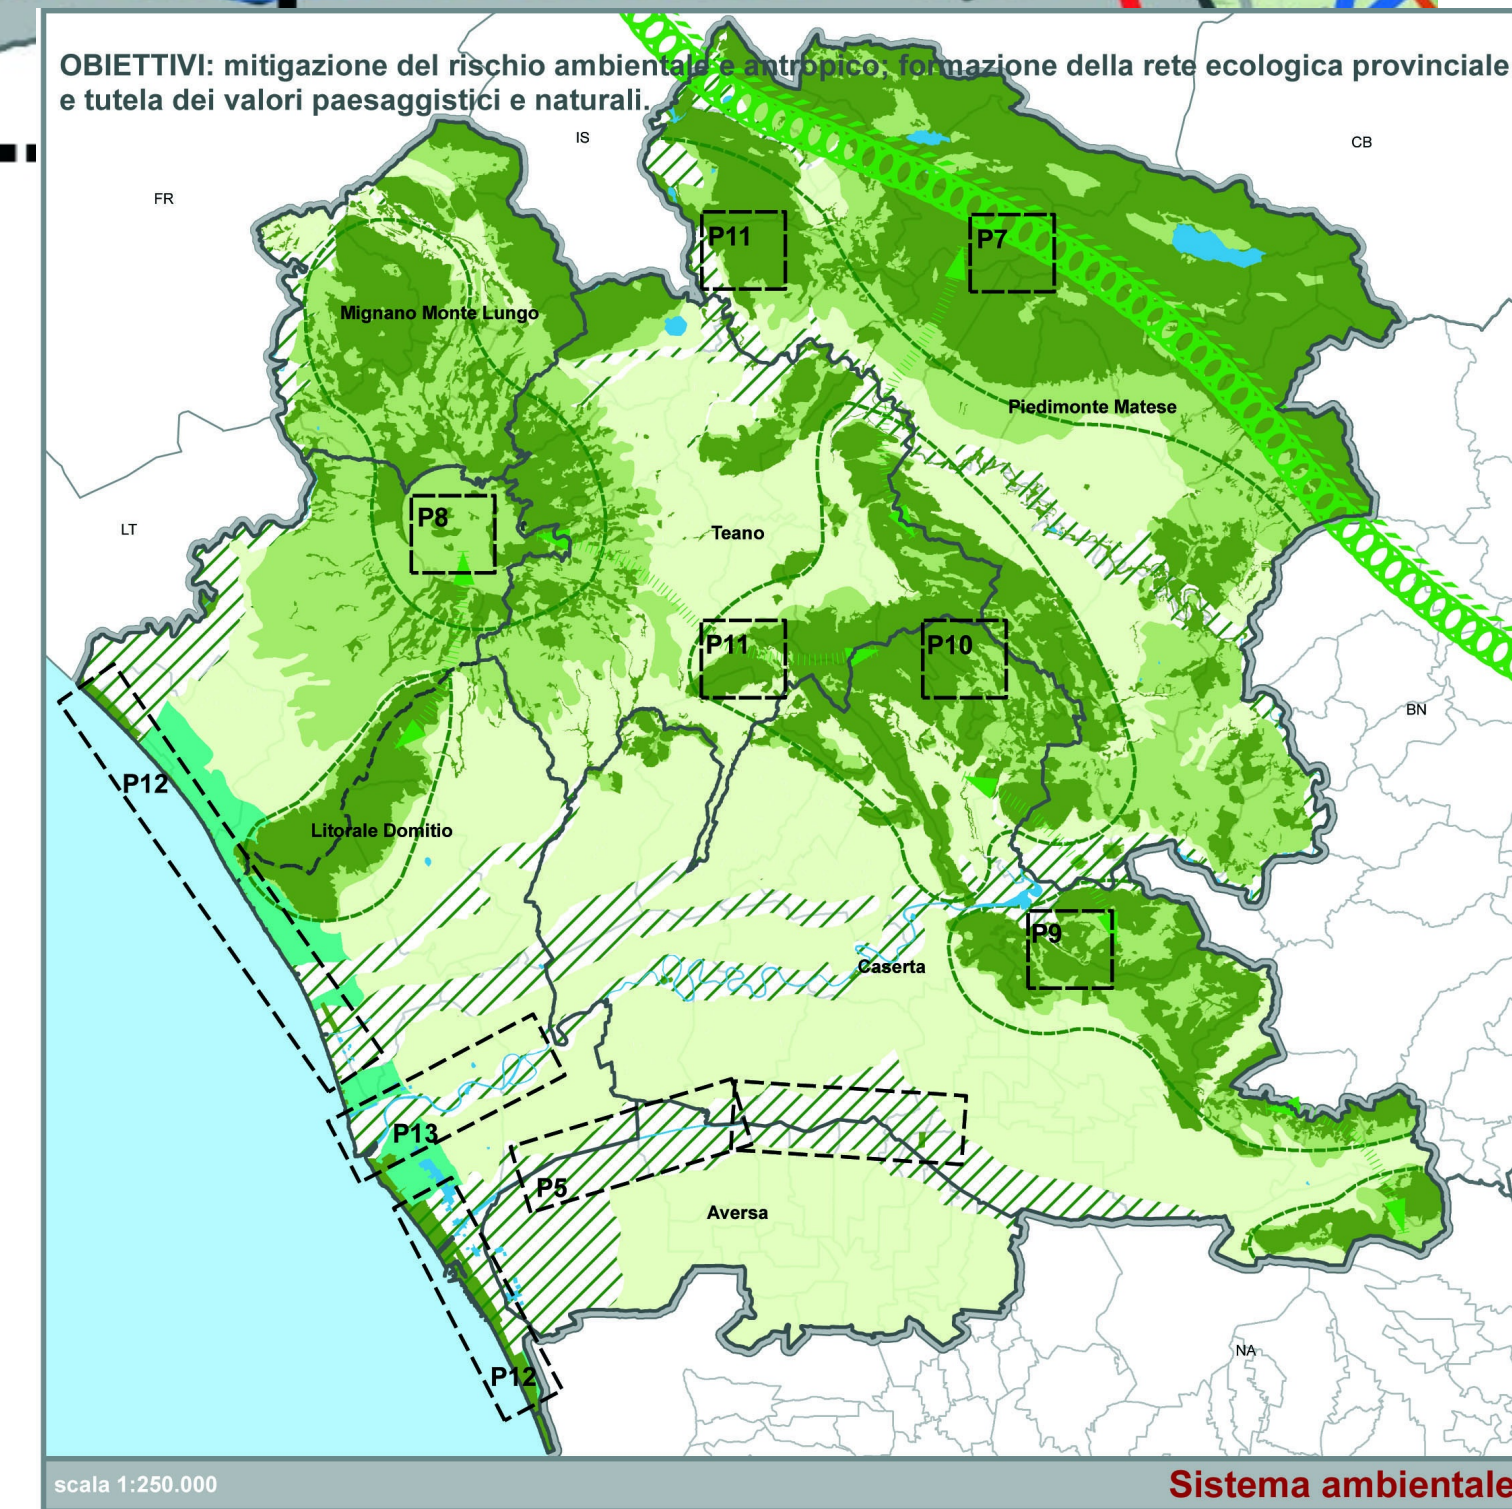 OBIETTIVI: mitigazione del rischio ambientale e antropico; formazione della rete ecologica provinciale
e tutela dei valori paesaggistici e naturali.
IS
CB
FR
P11
P7
Mignano Monte Lungo
Piedimonte Matese
P8
LT
Teano
P11
P10
BN
P12
Litorale Domitio
P9
Caserta
P13
P5
Aversa
NA
P12
scala 1:250.000
Sistema ambientale